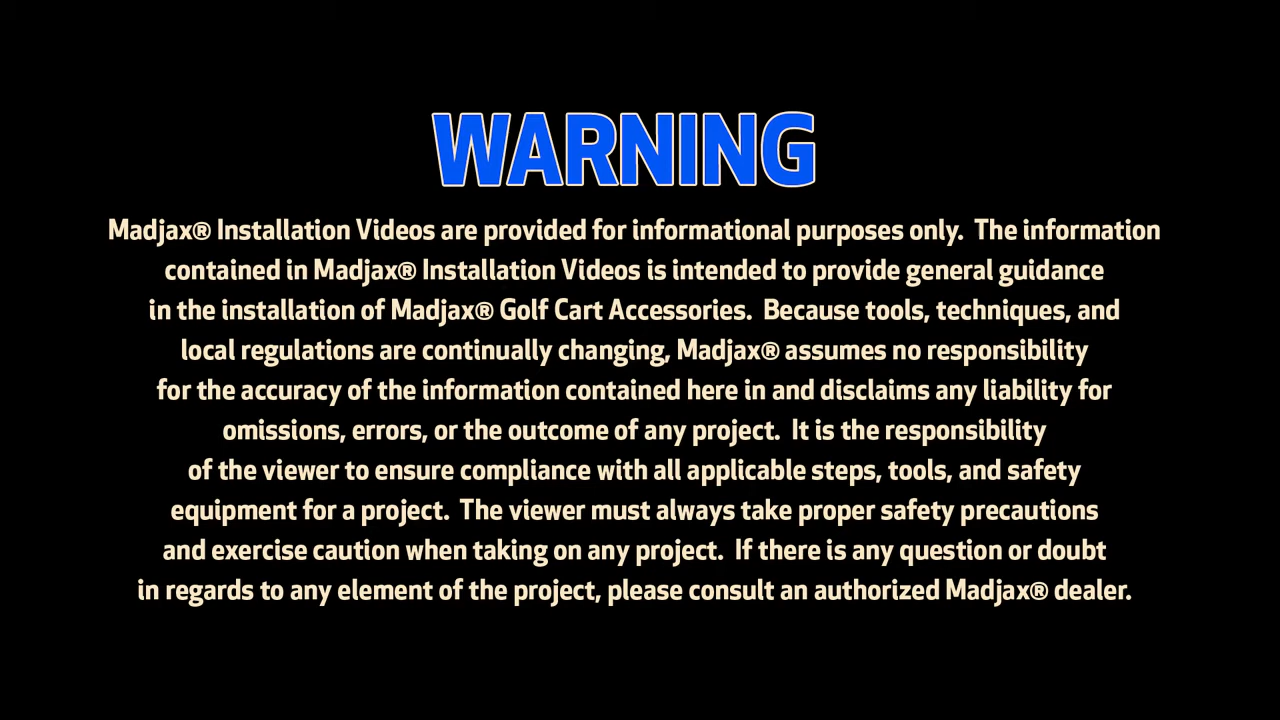 WARNING
Madjax® Installation Videos are provided for informational purposes only.  The information
contained in Madjax® Installation Videos is intended to provide general guidance
in the installation of Madjax® Golf Cart Accessories.  Because tools, techniques, and
local regulations are continually changing, Madjax® assumes no responsibility
for the accuracy of the information contained here in and disclaims any liability for
omissions, errors, or the outcome of any project.  It is the responsibility
of the viewer to ensure compliance with all applicable steps, tools, and safety
equipment for a project.  The viewer must always take proper safety precautions
and exercise caution when taking on any project.  If there is any question or doubt
in regards to any element of the project, please consult an authorized Madjax® dealer.